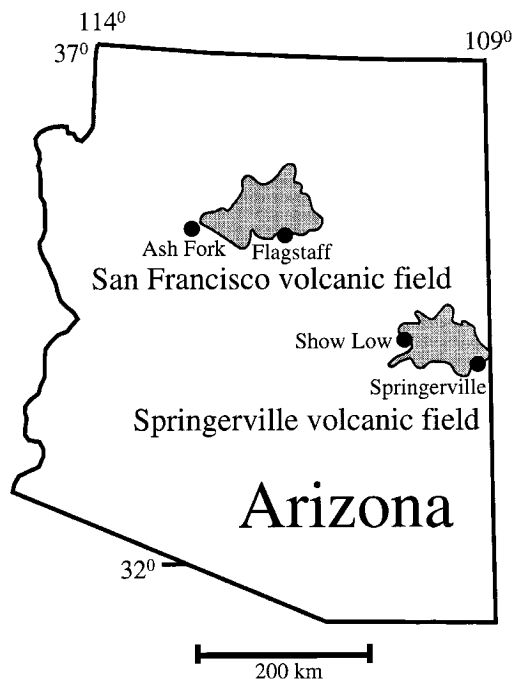 114⁰
37⁰
109⁰
Ash Fork
Flagstaff
San Francisco volcanic field
Show Low
Springerville
Springerville volcanic field
Arizona
32⁰
200 km